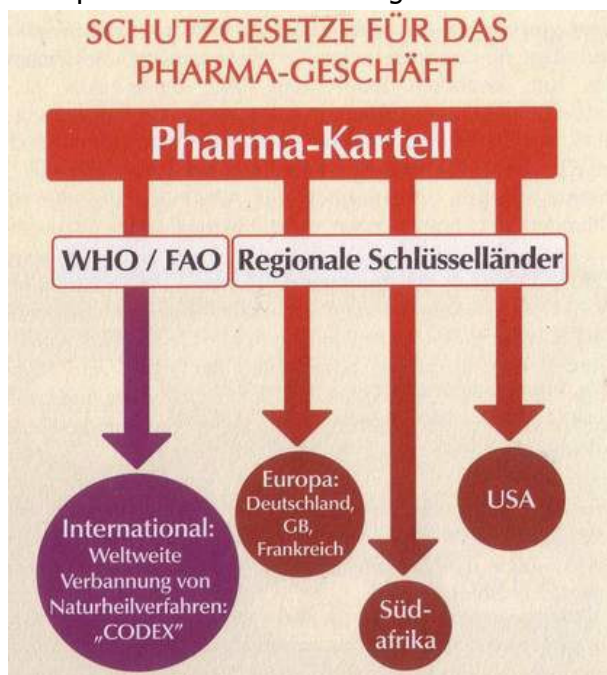 SCHUTZGESETZE FÜR DAS
PHARMA-GESCHÄFT
Pharma-Kartell
WHO / FAO
Regionale Schlüsselländer
International:
Weltweite
Verbannung von
Naturheilverfahren:
„CODEX”
Europa:
Deutschland,
GB,
Frankreich
Süd-
afrika
USA